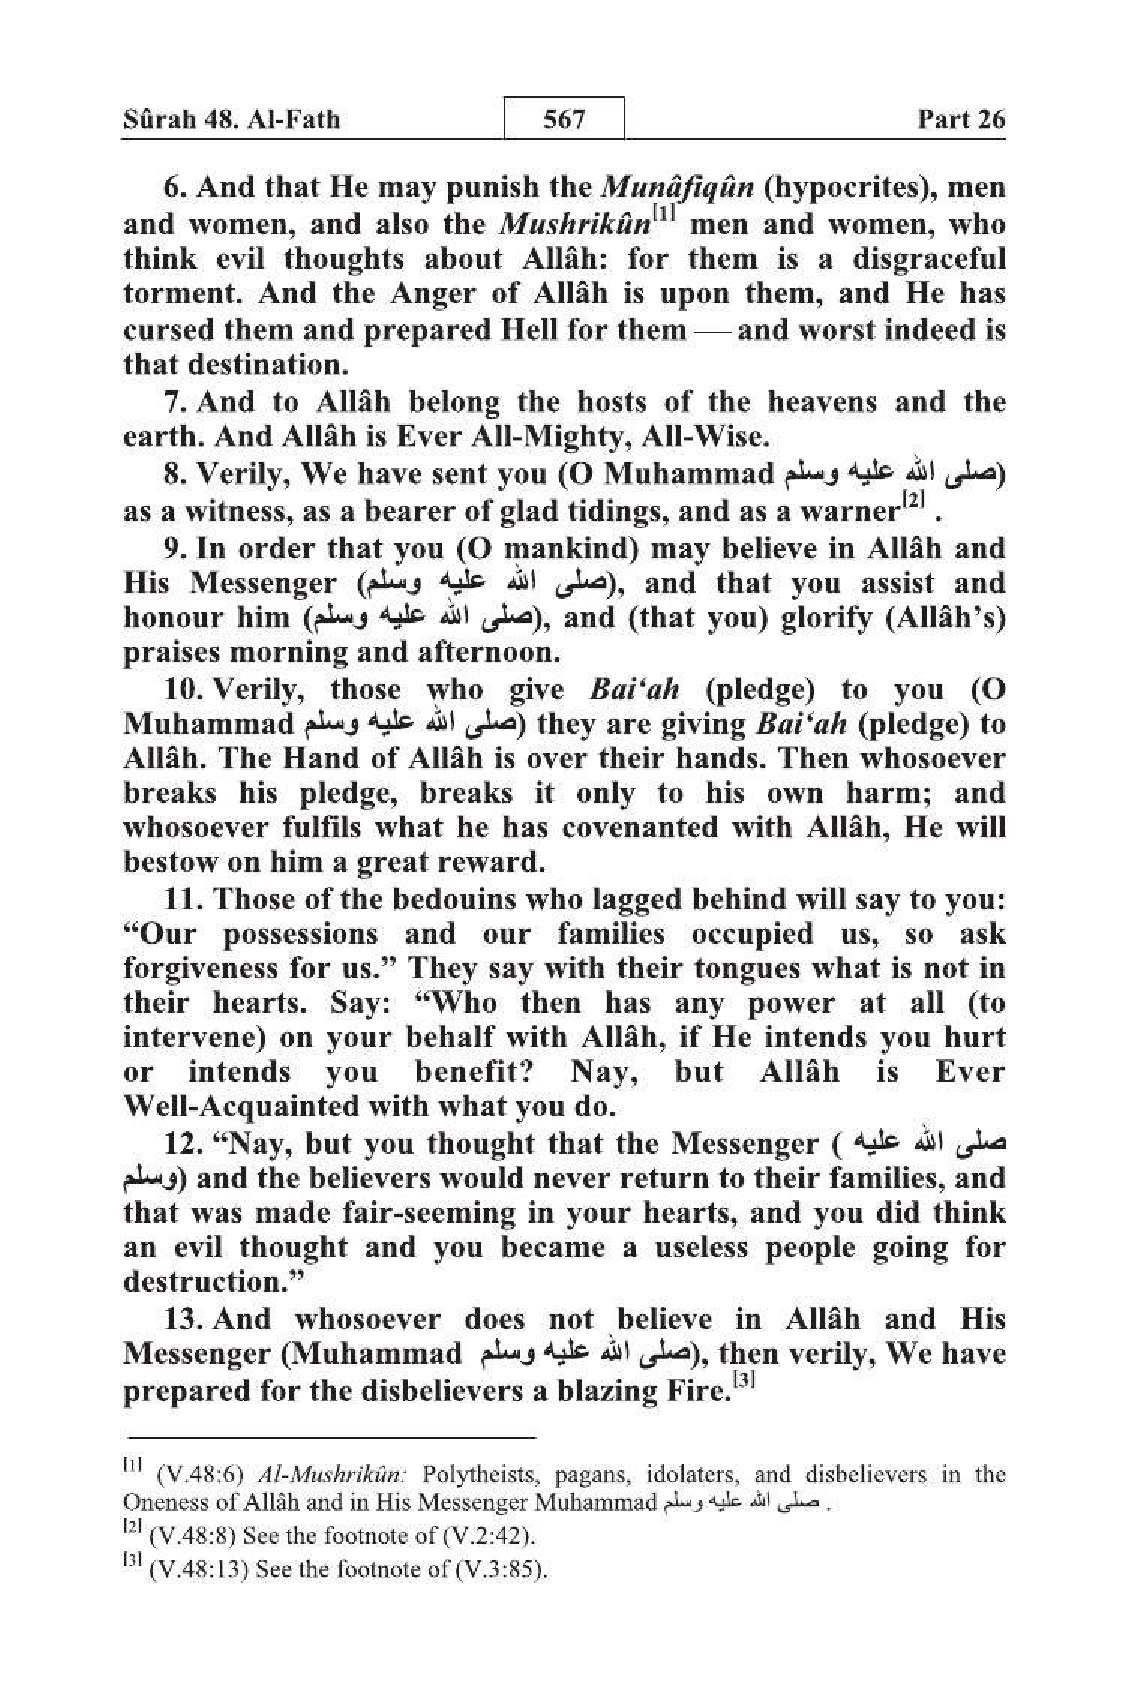 Sûrah 48. Al-Fath 567 Part 26
6. And that He may punish the Munâfiqûn (hypocrites), men
and women, and also the Mushrikûn[1] men and women, who
think evil thoughts about Allâh: for them is a disgraceful
torment. And the Anger of Allâh is upon them, and He has
cursed them and prepared Hell for them — and worst indeed is
that destination.
7. And to Allâh belong the hosts of the heavens and the
earth. And Allâh is Ever All-Mighty, All-Wise.
8. Verily, We have sent you (O Muhammad صلى الله عليه وسلم)
as a witness, as a bearer of glad tidings, and as a warner[2] .
9. In order that you (O mankind) may believe in Allâh and
His Messenger (صلى الله عليه وسلم), and that you assist and
honour him (صلى الله عليه وسلم), and (that you) glorify (Allâh’s)
praises morning and afternoon.
10. Verily, those who give Bai‘ah (pledge) to you (O
Muhammad صلى الله عليه وسلم) they are giving Bai‘ah (pledge) to
Allâh. The Hand of Allâh is over their hands. Then whosoever
breaks his pledge, breaks it only to his own harm; and
whosoever fulfils what he has covenanted with Allâh, He will
bestow on him a great reward.
11. Those of the bedouins who lagged behind will say to you:
“Our possessions and our families occupied us, so ask
forgiveness for us.” They say with their tongues what is not in
their hearts. Say: “Who then has any power at all (to
intervene) on your behalf with Allâh, if He intends you hurt
or intends you benefit? Nay, but Allâh is Ever
Well-Acquainted with what you do.
12. “Nay, but you thought that the Messenger ( صلى الله عليه
وسلم) and the believers would never return to their families, and
that was made fair-seeming in your hearts, and you did think
an evil thought and you became a useless people going for
destruction.”
13. And whosoever does not believe in Allâh and His
Messenger (Muhammad صلى الله عليه وسلم), then verily, We have
prepared for the disbelievers a blazing Fire.[3]
[1] (V.48:6) Al-Mushrikûn: Polytheists, pagans, idolaters, and disbelievers in the
Oneness of Allâh and in His Messenger Muhammad صلى الله عليه وسلم .
[2] (V.48:8) See the footnote of (V.2:42).
[3] (V.48:13) See the footnote of (V.3:85).